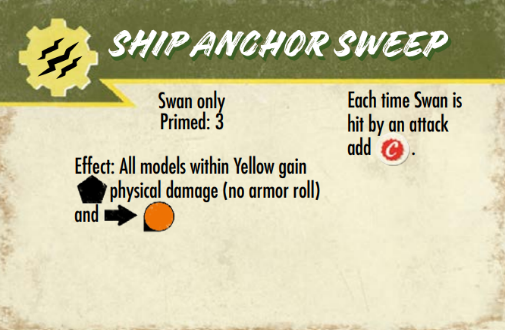 SHIP ANCHOR SWEEP
Swan only
Primed: 3
Effect: All models within Yellow gain
physical damage (no armor roll)
and
Each time Swan is
hit by an attack
add C .